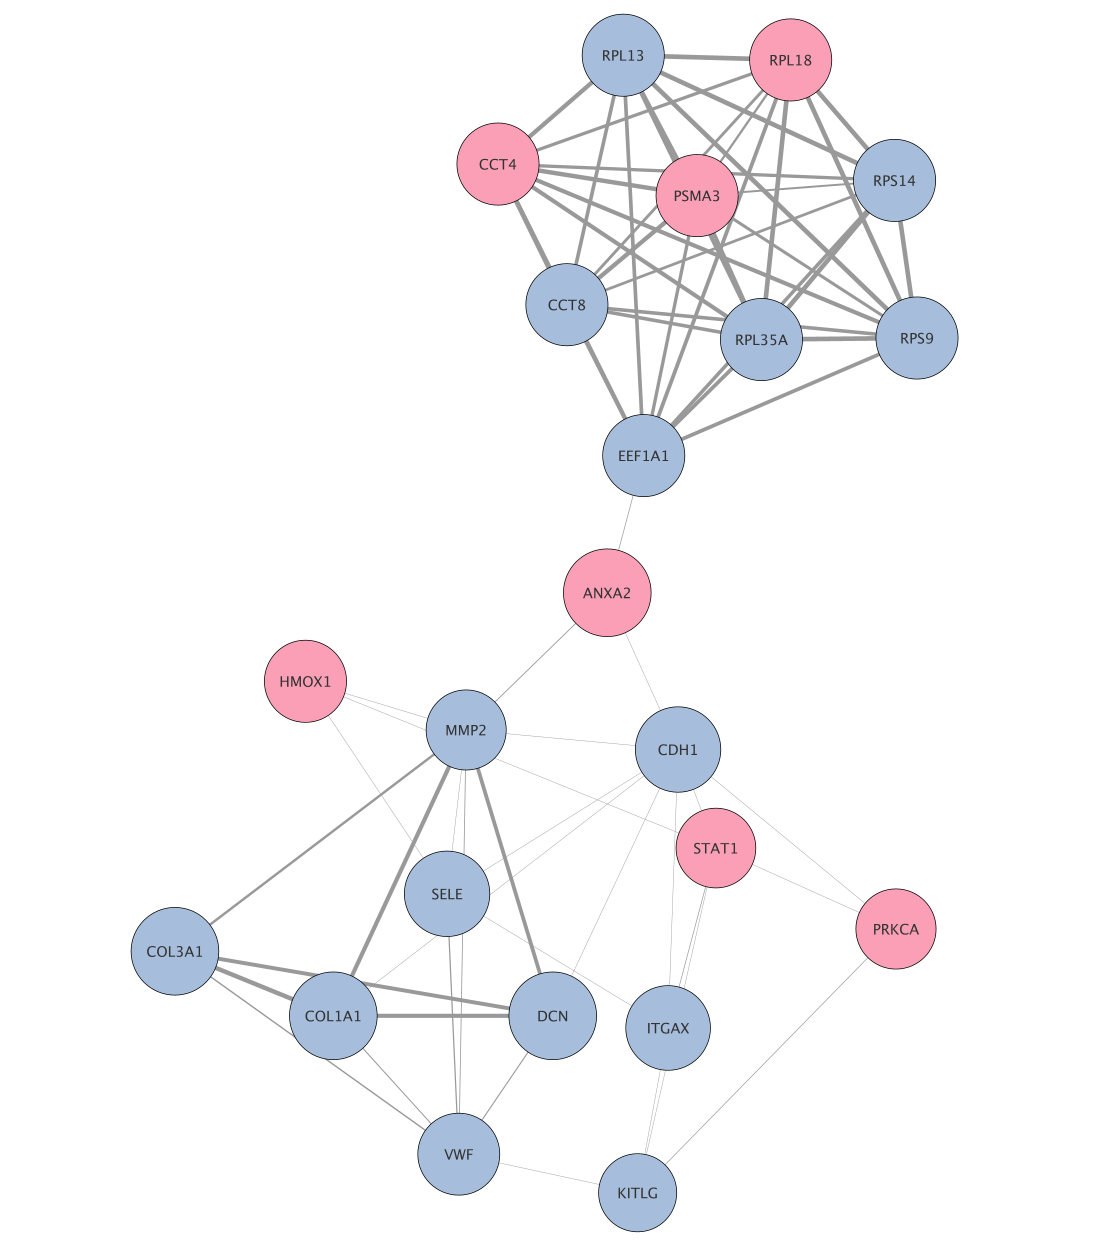 RPL13
RPL18
CCT4
PSMA3
RPS14
CCT8
RPL35A
RPS9
EEF1A1
ANXA2
HMOX1
MMP2
CDH1
STAT1
SELE
PRKCA
COL3A1
COL1A1
DCN
ITGAX
VWF
KITLG